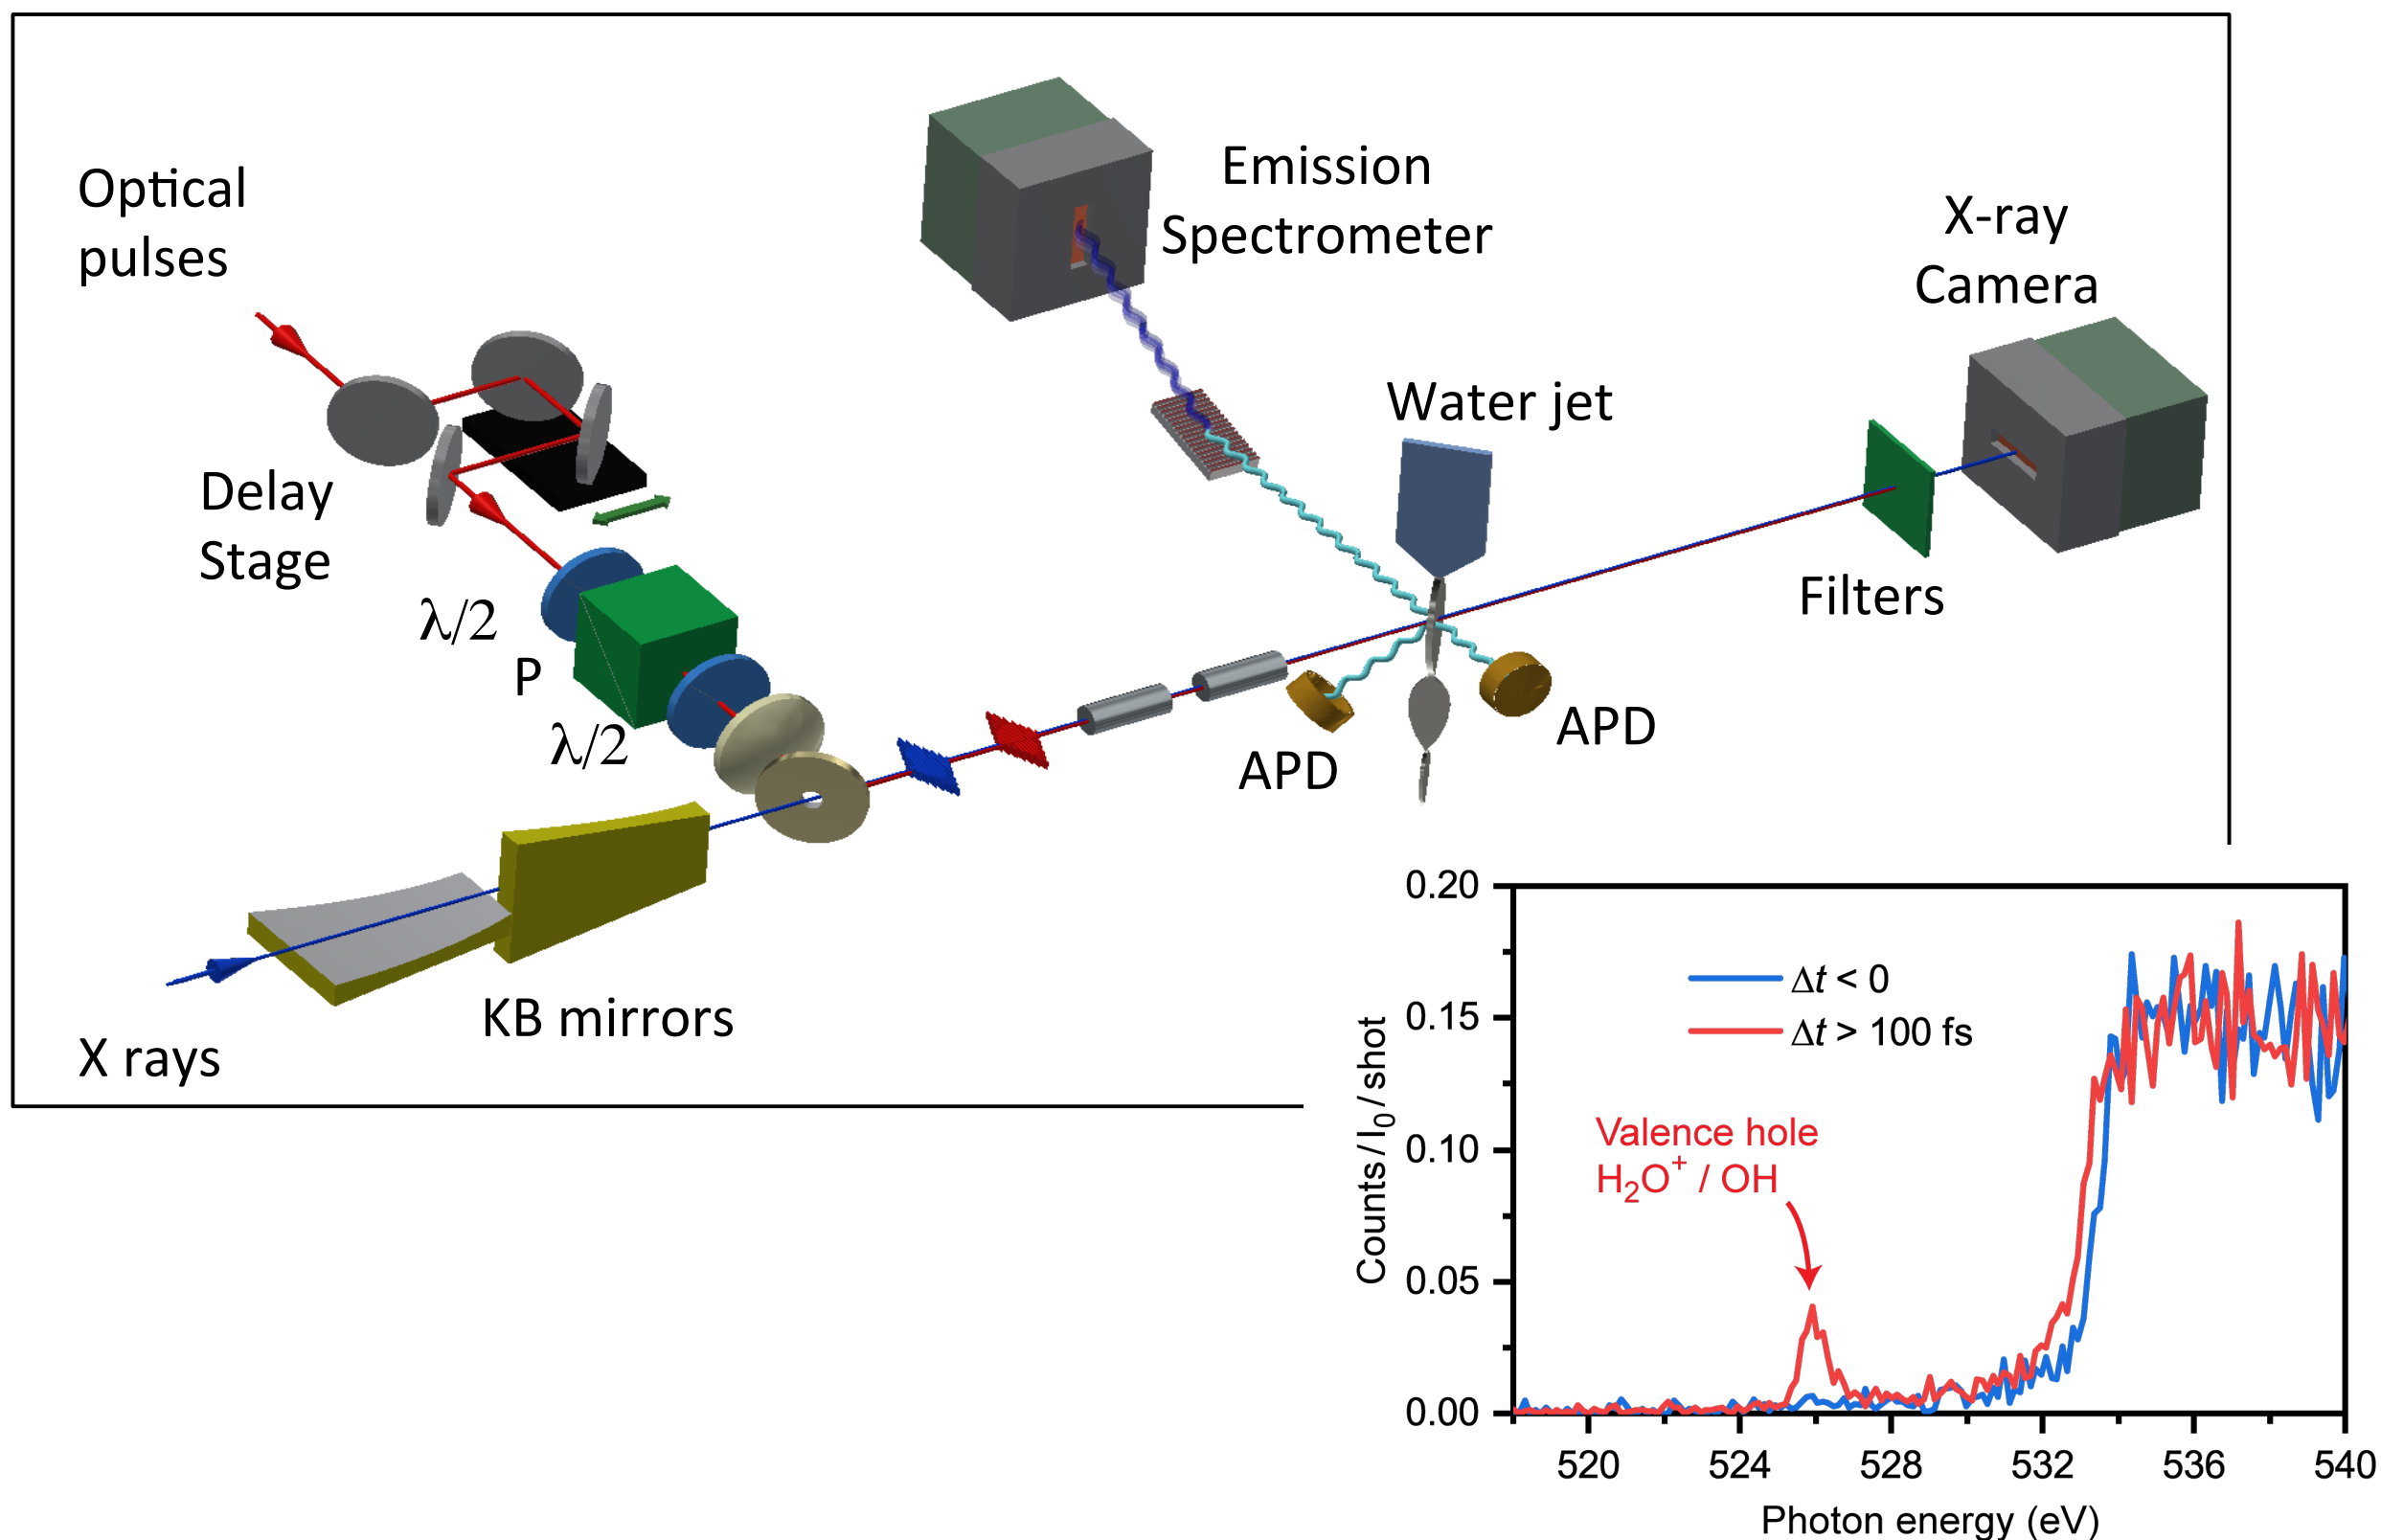 Optical
pulses
Emission
Spectrometer
X-ray
Camera
Water jet
Delay
Stage
Filters
λ/2
P
λ/2
APD
APD
KB mirrors
X rays
0.20
0.15
0.10
0.05
0.00
Counts / I₀ / shot
Δt < 0
Δt > 100 fs
Valence hole
H₂O⁺ / OH
520 524 528 532 536 540
Photon energy (eV)